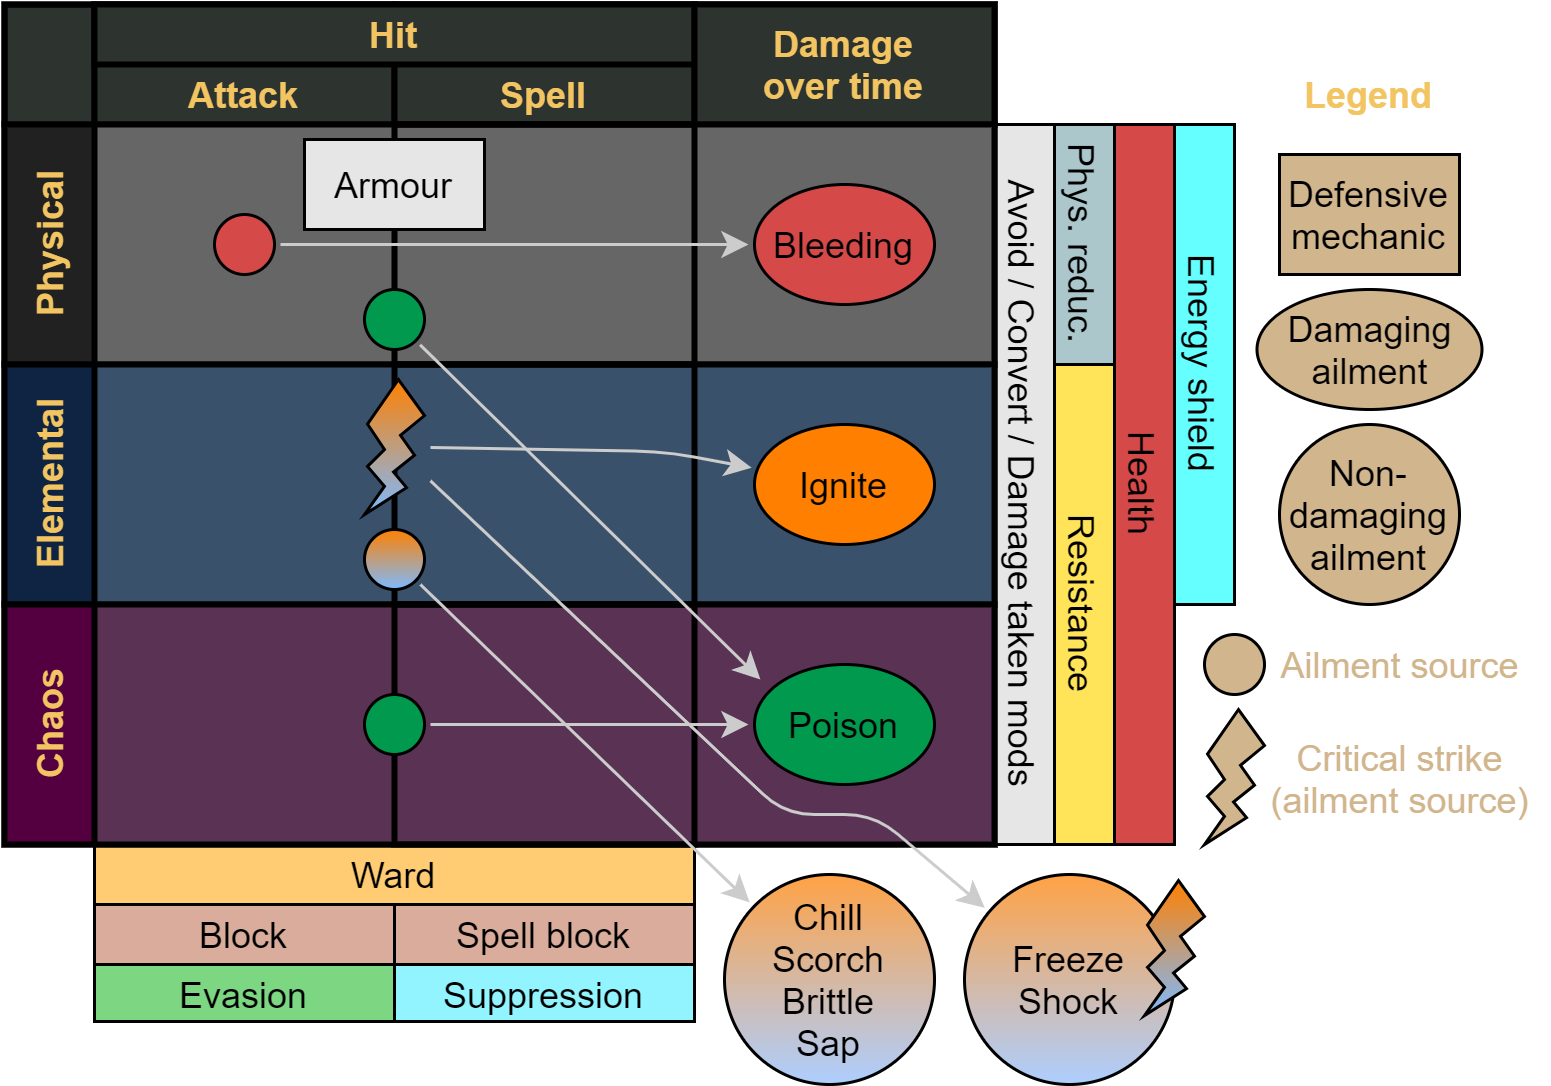 Hit
Damage
over time
Attack
Spell
Legend
Physical
Armour
Bleeding
Avoid / Convert / Damage taken mods
Phys. reduc.
Resistance
Health
Energy shield
Defensive
mechanic
Damaging
ailment
Elemental
Ignite
Non-
damaging
ailment
Chaos
Poison
Ailment source
Critical strike
(ailment source)
Ward
Block
Spell block
Evasion
Suppression
Chill
Scorch
Brittle
Sap
Freeze
Shock